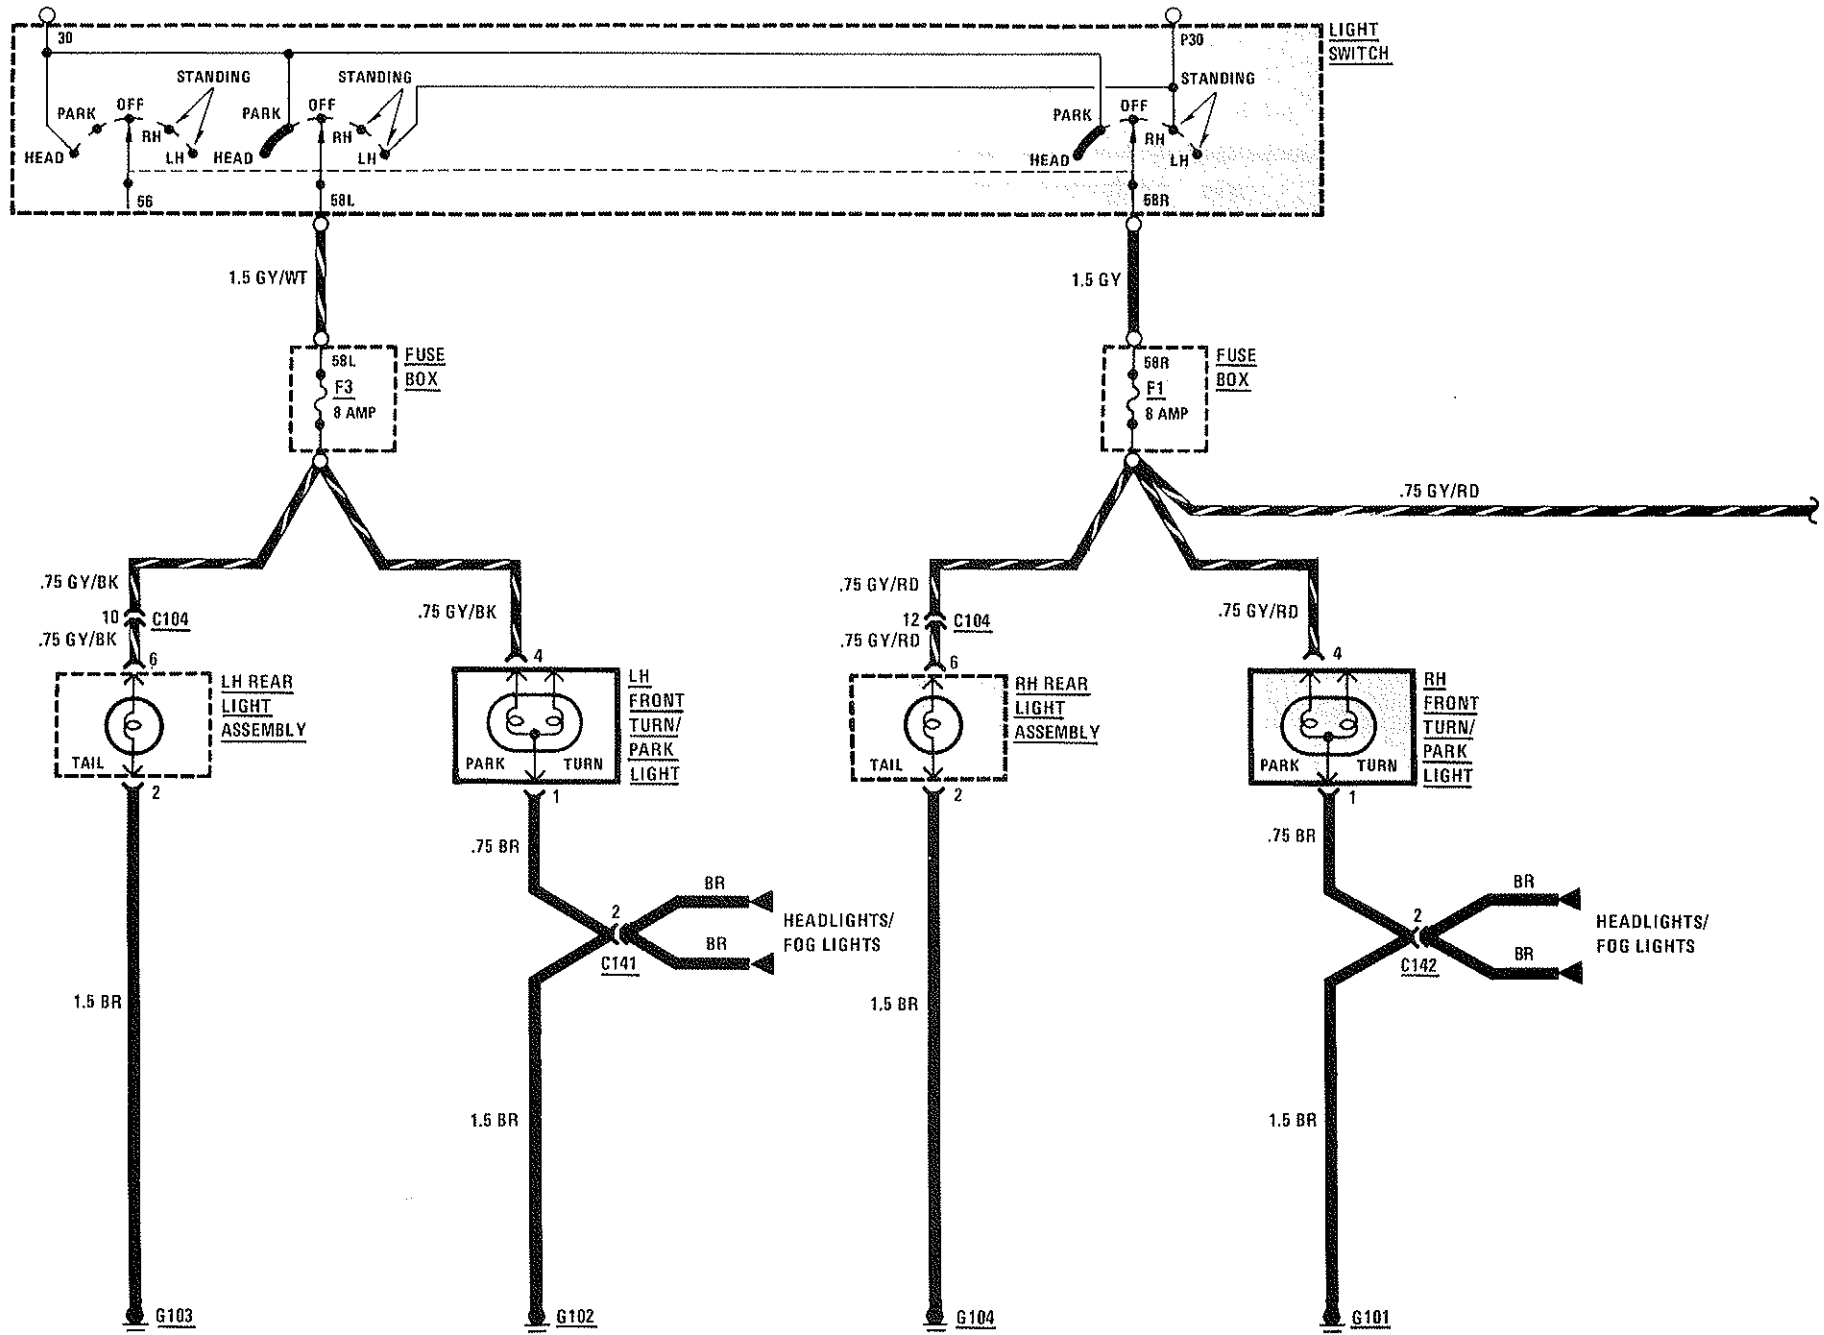 30
P30
LIGHT
SWITCH
STANDING
STANDING
STANDING
PARK
OFF
RH
LH
HEAD
PARK
OFF
RH
LH
HEAD
PARK
OFF
RH
LH
HEAD
56
58L
58R
1.5 GY/WT
1.5 GY
58L
F3
8 AMP
FUSE
BOX
58R
F1
8 AMP
FUSE
BOX
.75 GY/RD
.75 GY/BK
10
C104
.75 GY/BK
6
.75 GY/BK
4
.75 GY/RD
12
C104
.75 GY/RD
6
.75 GY/RD
4
LH REAR
LIGHT
ASSEMBLY
TAIL
2
LH
FRONT
TURN/
PARK
LIGHT
PARK
TURN
1
RH REAR
LIGHT
ASSEMBLY
TAIL
2
RH
FRONT
TURN/
PARK
LIGHT
PARK
TURN
1
.75 BR
2
C141
BR
BR
HEADLIGHTS/
FOG LIGHTS
.75 BR
2
C142
BR
BR
HEADLIGHTS/
FOG LIGHTS
1.5 BR
1.5 BR
1.5 BR
1.5 BR
G103
G102
G104
G101